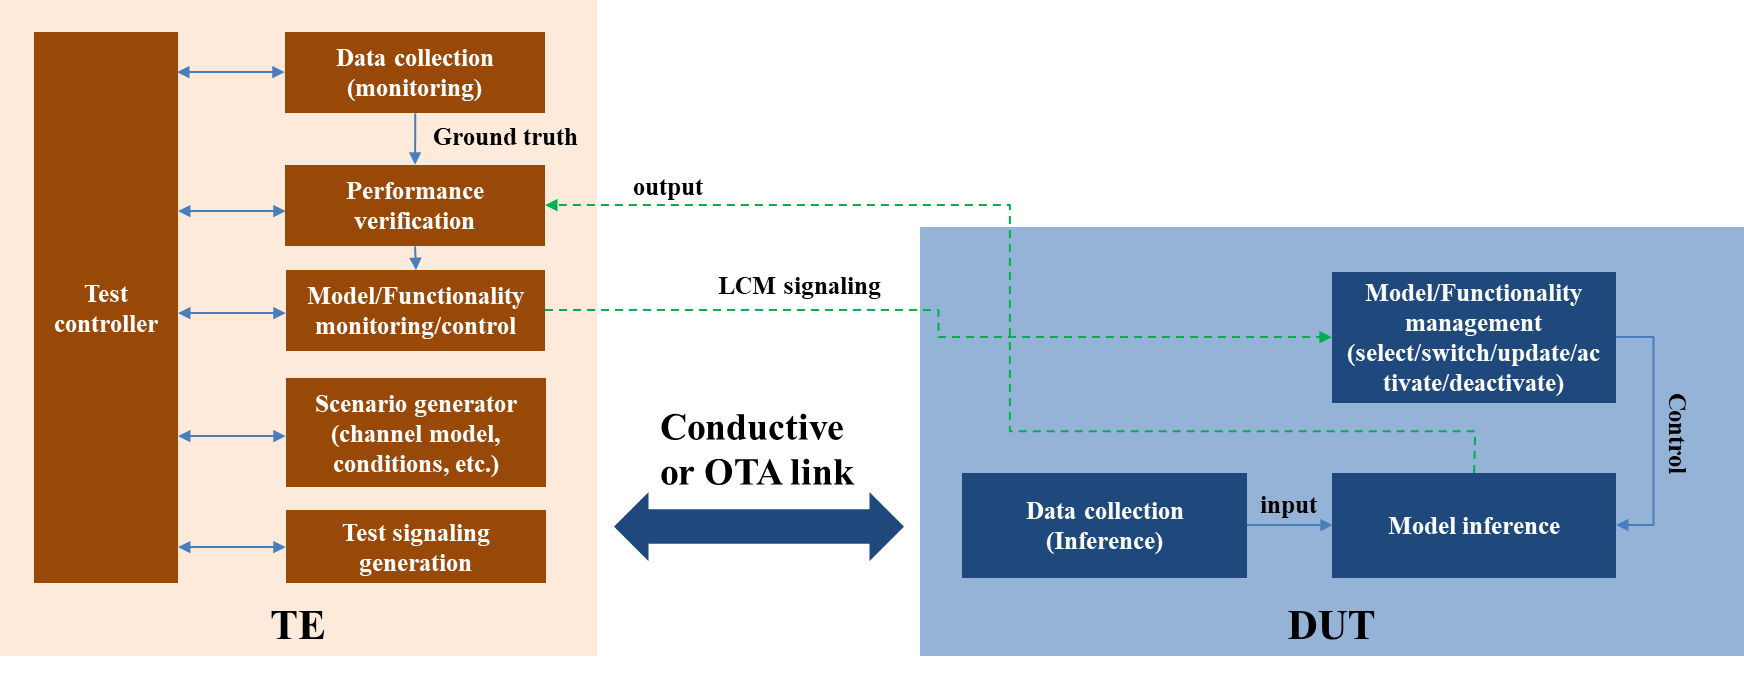 Test
controller
Data collection
(monitoring)
Ground truth
Performance
verification
Model/Functionality
monitoring/control
Scenario generator
(channel model,
conditions, etc.)
Test signaling
generation
TE
output
LCM signaling
Conductive
or OTA link
Model/Functionality
management
(select/switch/update/ac
tivate/deactivate)
Control
Data collection
(Inference)
input
Model inference
DUT